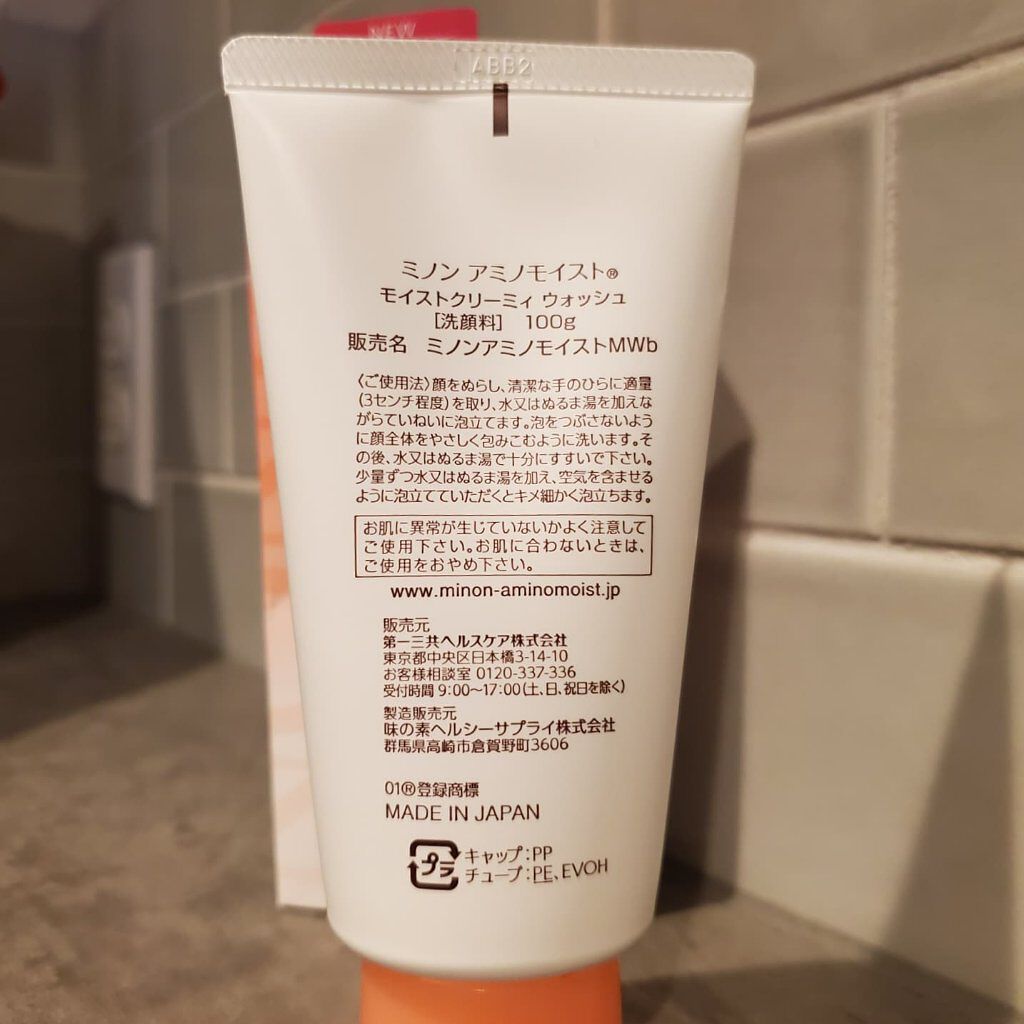 NEW
ABB2
ミノン アミノモイスト®
モイストクリーミィ ウォッシュ
[洗顔料] 100g
販売名 ミノンアミノモイストMWb
〈ご使用法〉顔をぬらし、清潔な手のひらに適量
(3センチ程度)を取り、水又はぬるま湯を加えな
がらていねいに泡立てます。泡をつぶさないよう
に顔全体をやさしく包みこむように洗います。そ
の後、水又はぬるま湯で十分にすすいで下さい。
少量ずつ水又はぬるま湯を加え、空気を含ませる
ように泡立てていただくとキメ細かく泡立ちます。
お肌に異常が生じていないかよく注意して
ご使用下さい。お肌に合わないときは、
ご使用をおやめ下さい。
www.minon-aminomoist.jp
販売元
第一三共ヘルスケア株式会社
東京都中央区日本橋3-14-10
お客様相談室 0120-337-336
受付時間 9:00〜17:00(土、日、祝日を除く)
製造販売元
味の素ヘルシーサプライ株式会社
群馬県高崎市倉賀野町3606
01®登録商標
MADE IN JAPAN
プラ キャップ:PP
チューブ:PE、EVOH